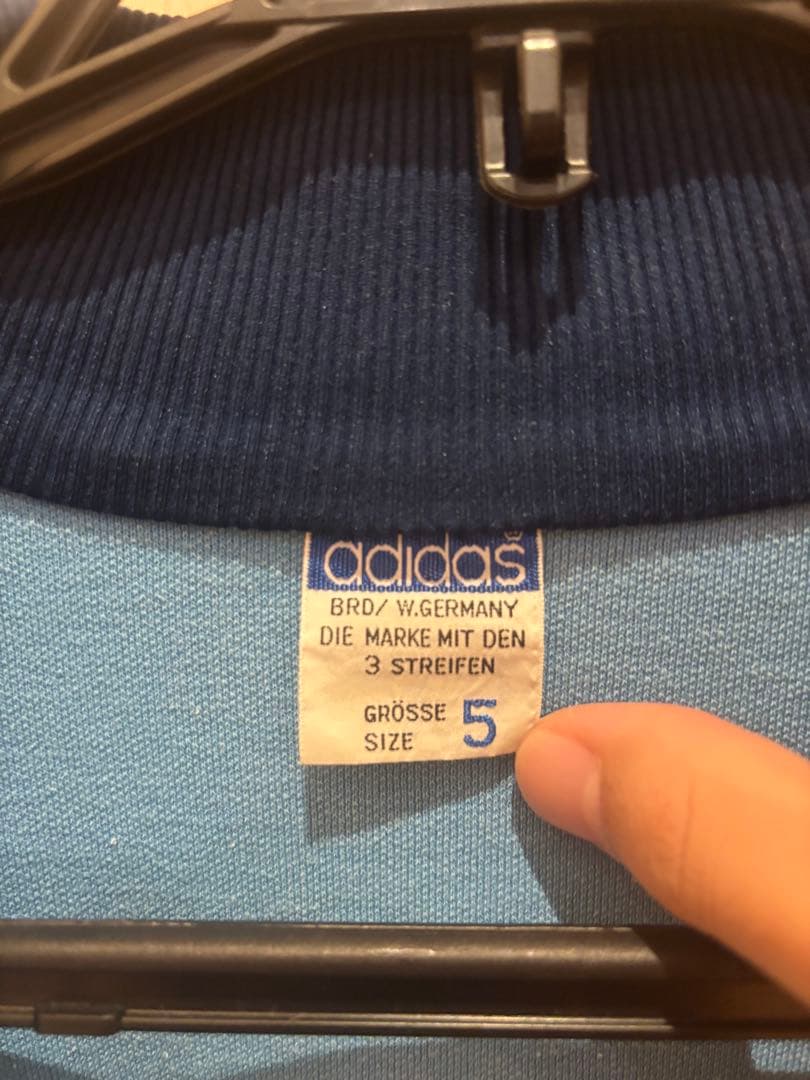 adidas®
BRD/ W.GERMANY
DIE MARKE MIT DEN
3 STREIFEN
GRÖSSE 5
SIZE